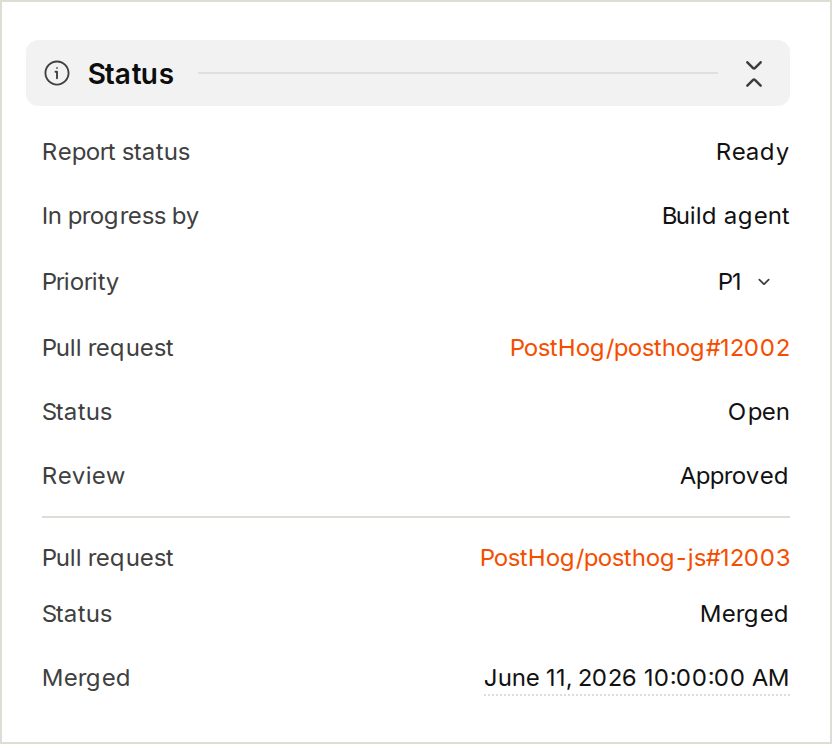 Status
Report status Ready
In progress by Build agent
Priority P1
Pull request PostHog/posthog#12002
Status Open
Review Approved
Pull request PostHog/posthog-js#12003
Status Merged
Merged June 11, 2026 10:00:00 AM